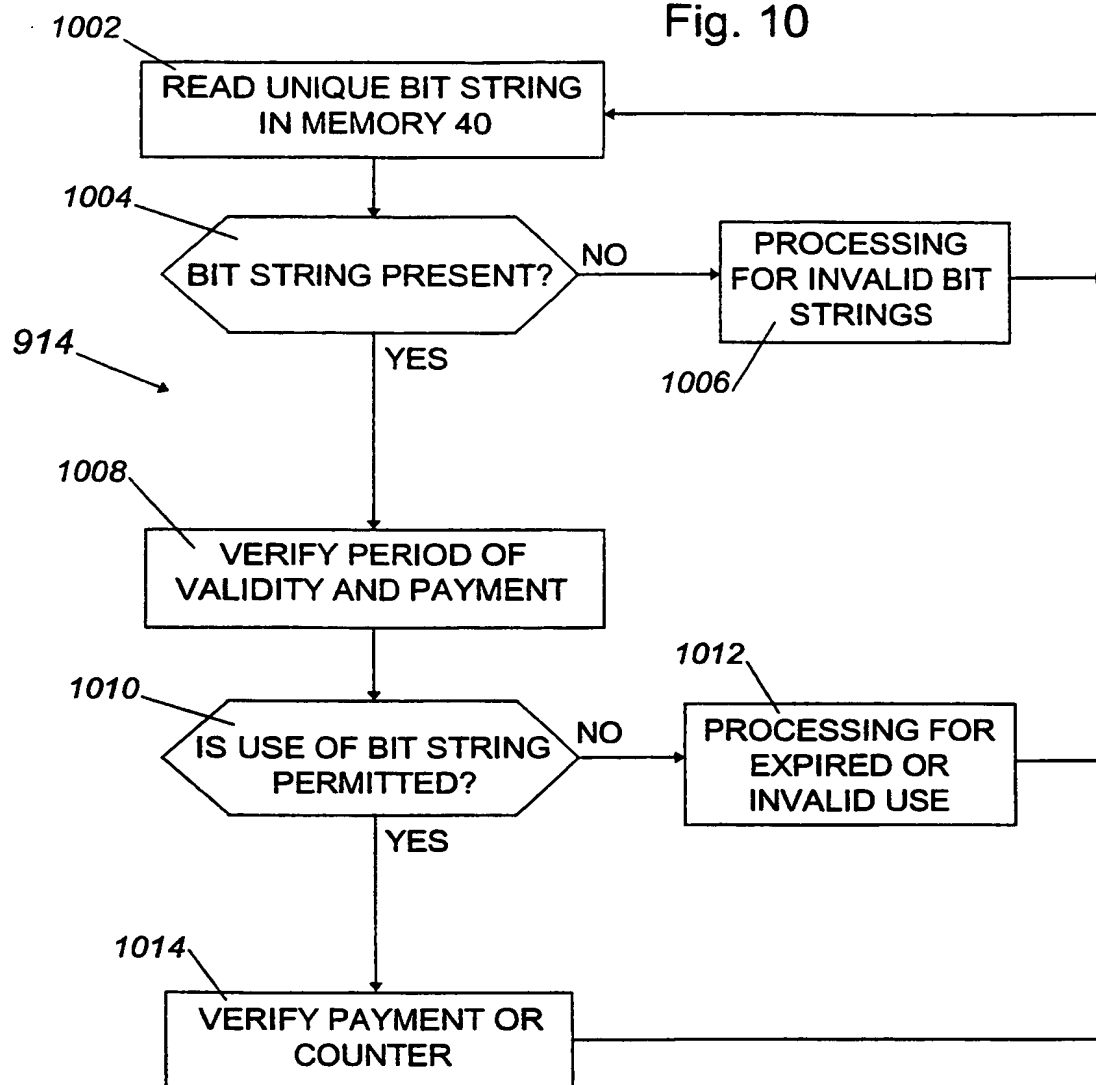 Fig. 10
1002
READ UNIQUE BIT STRING
IN MEMORY 40
1004
BIT STRING PRESENT?
NO
PROCESSING
FOR INVALID BIT
STRINGS
1006
YES
914
1008
VERIFY PERIOD OF
VALIDITY AND PAYMENT
1010
IS USE OF BIT STRING
PERMITTED?
NO
1012
PROCESSING FOR
EXPIRED OR
INVALID USE
YES
1014
VERIFY PAYMENT OR
COUNTER